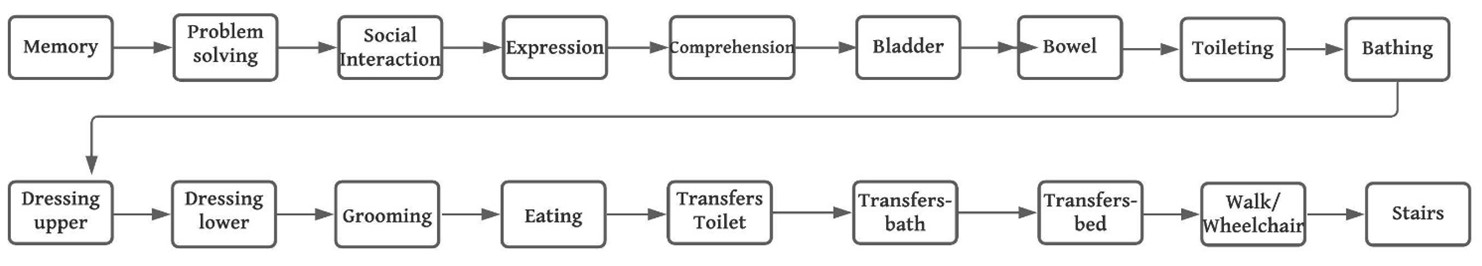 Memory
Problem
solving
Social
Interaction
Expression
Comprehension
Bladder
Bowel
Toileting
Bathing
Dressing
upper
Dressing
lower
Grooming
Eating
Transfers
Toilet
Transfers-
bath
Transfers-
bed
Walk/
Wheelchair
Stairs